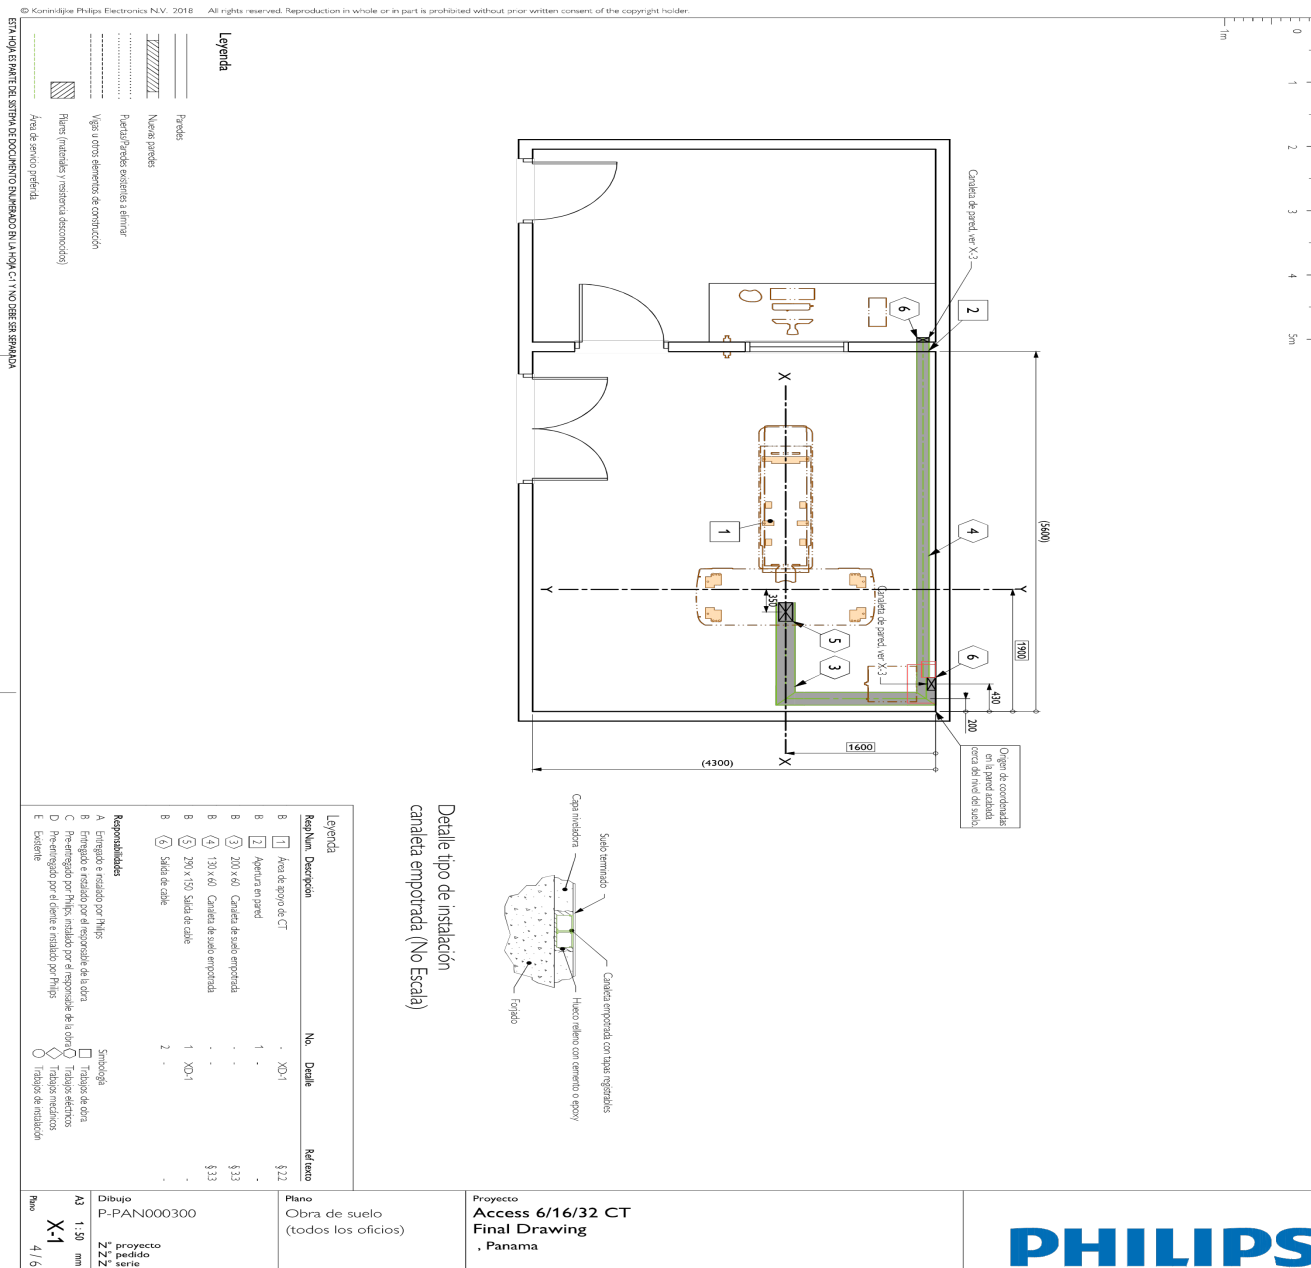 © Koninklijke Philips Electronics N.V. 2018 All rights reserved. Reproduction in whole or in part is prohibited without prior written consent of the copyright holder.
ESTA HOJA ES PARTE DEL SISTEMA DE DOCUMENTO ENUMERADO EN LA HOJA C-1 Y NO DEBE SER SEPARADA
1m
0
1
2
3
4
5m
Leyenda
Paredes
Nuevas paredes
Puertas/Paredes existentes a eliminar
Vigas u otros elementos de construcción
Pilares (materiales y resistencia desconocidos)
Área de servicio preferida
Canaleta de pared, ver X-3
2
6
X
1
4
(5600)
Y
Y
350
Canaleta de pared, ver X-3
5
3
6
1900
430
200
1600
X
(4300)
Origen de coordenadas
en la pared acabada
cerca del nivel del suelo.
Detalle tipo de instalación
canaleta empotrada (No Escala)
Suelo terminado
Capa niveladora
Canaleta empotrada con tapas registrables
Hueco relleno con cemento o epoxy
Forjado
Leyenda
Resp Num. Descripción No. Detalle Ref texto
B 1 Área de apoyo de CT - XD-1 §2.2
B 2 Apertura en pared 1 - -
B 3 200 x 60 Canaleta de suelo empotrada - - §3.3
B 4 130 x 60 Canaleta de suelo empotrada - - §3.3
B 5 290 x 150 Salida de cable 1 XD-1 -
B 6 Salida de cable 2 - -
Responsabilidades
A Entregado e instalado por Philips
B Entregado e instalado por el responsable de la obra
C Pre-entregado por Philips, instalado por el responsable de la obra
D Pre-entregado por el cliente e instalado por Philips
E Existente
Simbología
Trabajos de obra
Trabajos eléctricos
Trabajos mecánicos
Trabajos de instalación
A3 1:50 mm
Plano
X-1 4/6
Dibujo
P-PAN000300
N° proyecto
N° pedido
N° serie
Plano
Obra de suelo
(todos los oficios)
Proyecto
Access 6/16/32 CT
Final Drawing
, Panama
PHILIPS